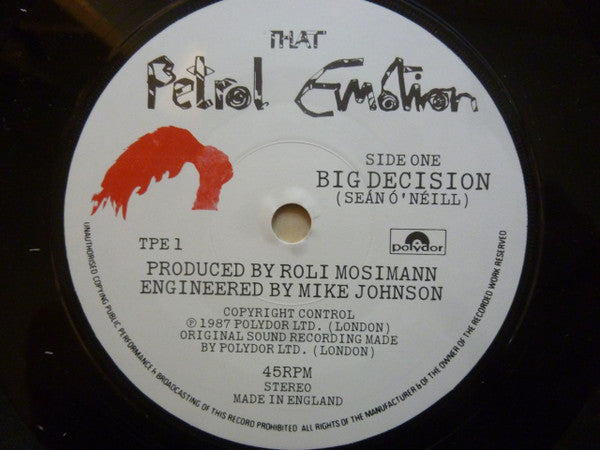 THAT
Petrol Emotion
SIDE ONE
BIG DECISION
(SEÁN Ó'NÉILL)
polydor
TPE 1
PRODUCED BY ROLI MOSIMANN
ENGINEERED BY MIKE JOHNSON
COPYRIGHT CONTROL
Ⓟ 1987 POLYDOR LTD. (LONDON)
ORIGINAL SOUND RECORDING MADE
BY POLYDOR LTD. (LONDON)
45RPM
STEREO
MADE IN ENGLAND
UNAUTHORISED COPYING PUBLIC PERFORMANCE & BROADCASTING OF THIS RECORD PROHIBITED ALL RIGHTS OF THE MANUFACTURER & OF THE OWNER OF THE RECORDED WORK RESERVED